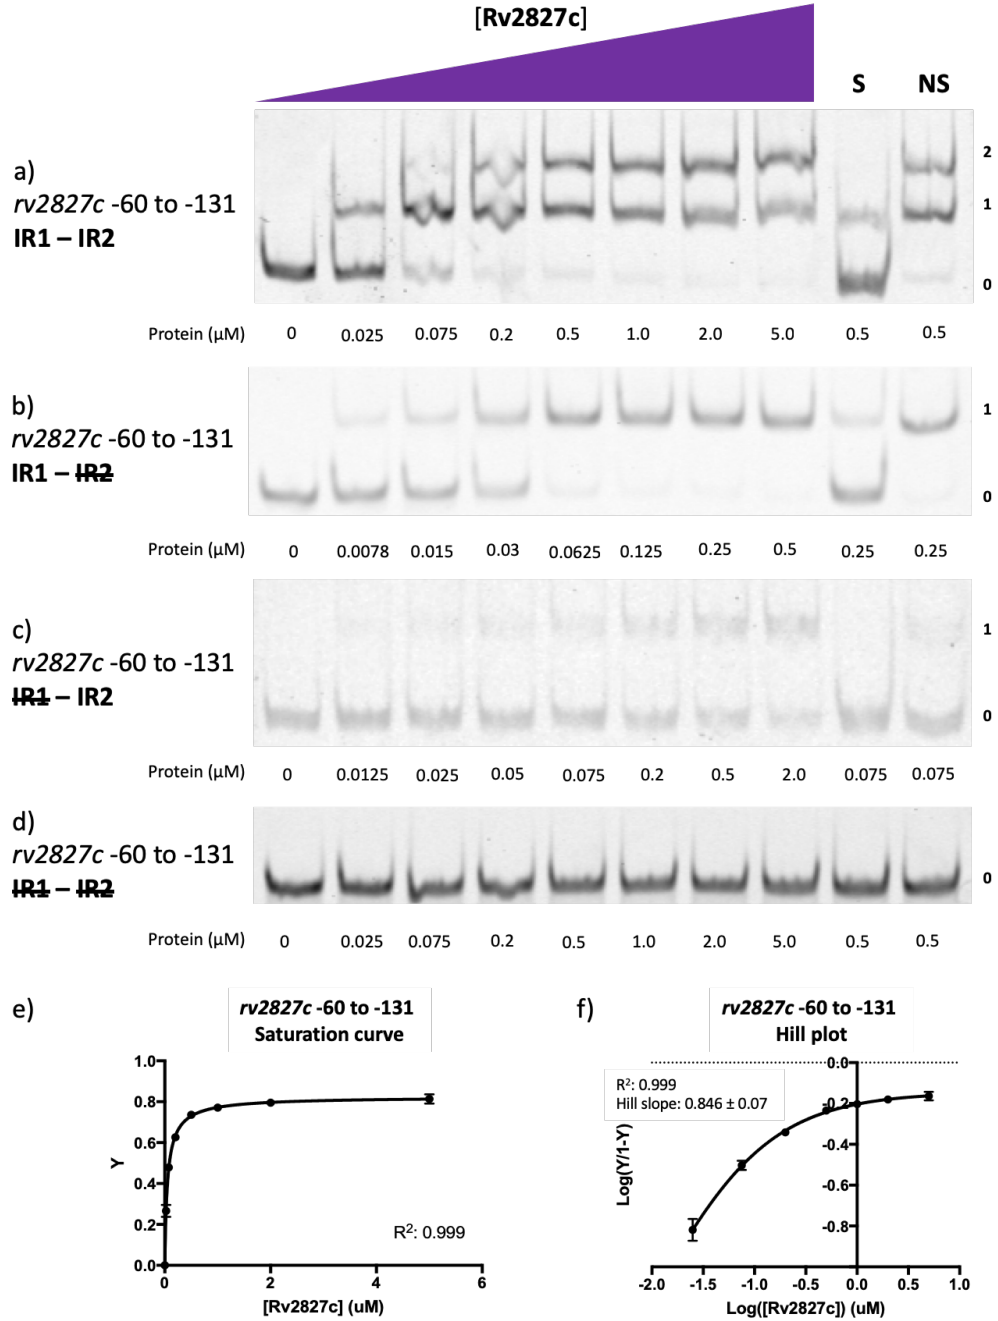 [Rv2827c]
S NS
a)
rv2827c -60 to -131
IR1 – IR2
2
1
0
Protein (μM) 0 0.025 0.075 0.2 0.5 1.0 2.0 5.0 0.5 0.5
b)
rv2827c -60 to -131
IR1 – IR2
1
0
Protein (μM) 0 0.0078 0.015 0.03 0.0625 0.125 0.25 0.5 0.25 0.25
c)
rv2827c -60 to -131
IR1 – IR2
1
0
Protein (μM) 0 0.0125 0.025 0.05 0.075 0.2 0.5 2.0 0.075 0.075
d)
rv2827c -60 to -131
IR1 – IR2
0
Protein (μM) 0 0.025 0.075 0.2 0.5 1.0 2.0 5.0 0.5 0.5
e)
rv2827c -60 to -131
Saturation curve
1.0
0.8
0.6
0.4
0.2
0.0
Y
R²: 0.999
0 2 4 6
[Rv2827c] (uM)
f)
rv2827c -60 to -131
Hill plot
R²: 0.999
Hill slope: 0.846 ± 0.07
0.0
-0.2
-0.4
-0.6
-0.8
Log(Y/1-Y)
-2.0 -1.5 -1.0 -0.5 0.0 0.5 1.0
Log([Rv2827c]) (uM)